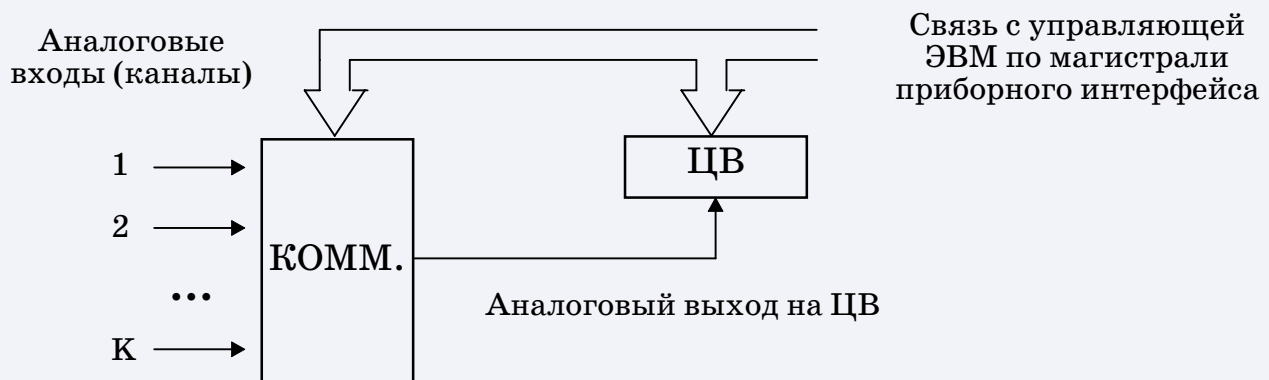 Аналоговые
входы (каналы)
Связь с управляющей
ЭВМ по магистрали
приборного интерфейса
1
2
...
К
КОММ.
ЦВ
Аналоговый выход на ЦВ